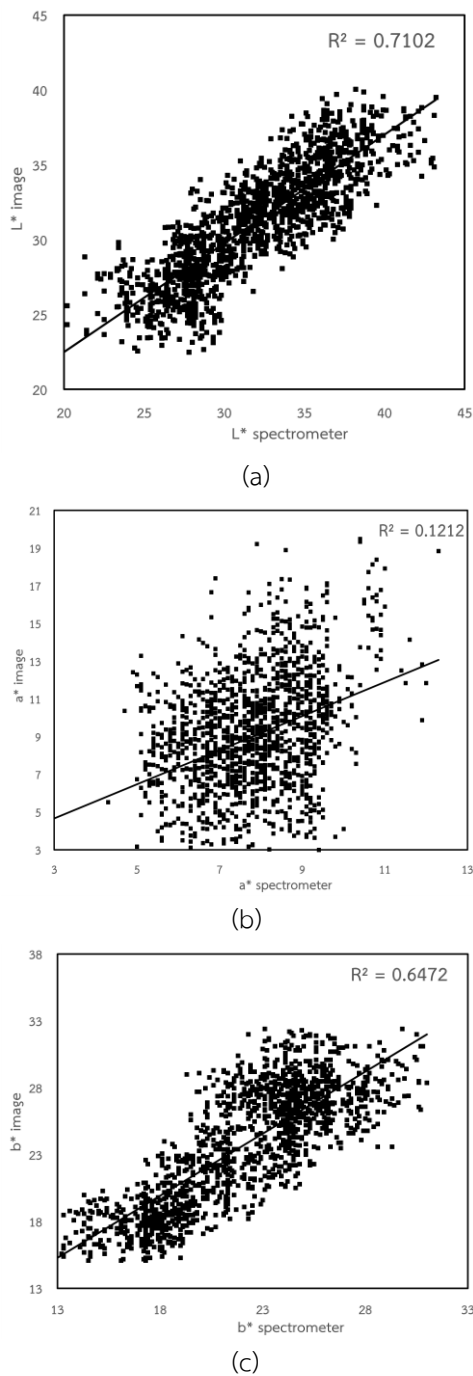 45
R² = 0.7102
40
35
L* image
30
25
20
20 25 30 35 40 45
L* spectrometer
(a)
21
R² = 0.1212
19
17
15
13
a* image
11
9
7
5
3
3 5 7 9 11 13
a* spectrometer
(b)
38
R² = 0.6472
33
28
b* image
23
18
13
13 18 23 28 33
b* spectrometer
(c)